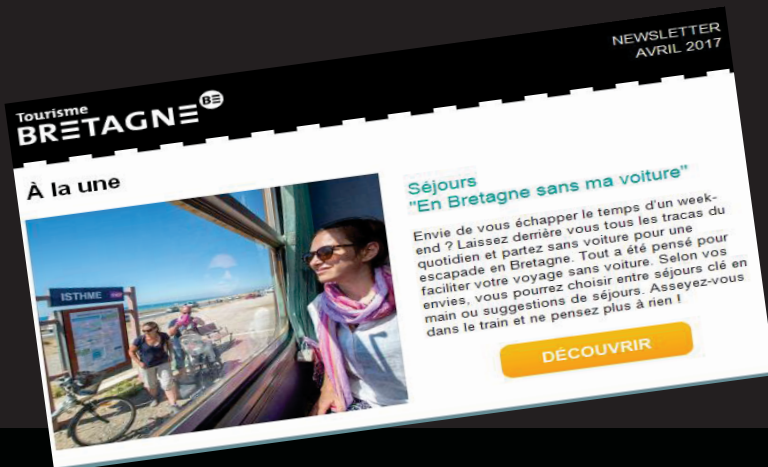 NEWSLETTER
AVRIL 2017
Tourisme
BRETAGNE BE
À la une
ISTHME
Séjours
"En Bretagne sans ma voiture"
Envie de vous échapper le temps d'un week-
end ? Laissez derrière vous tous les tracas du
quotidien et partez sans voiture pour une
escapade en Bretagne. Tout a été pensé pour
faciliter votre voyage sans voiture. Selon vos
envies, vous pourrez choisir entre séjours clé en
main ou suggestions de séjours. Asseyez-vous
dans le train et ne pensez plus à rien !
DÉCOUVRIR